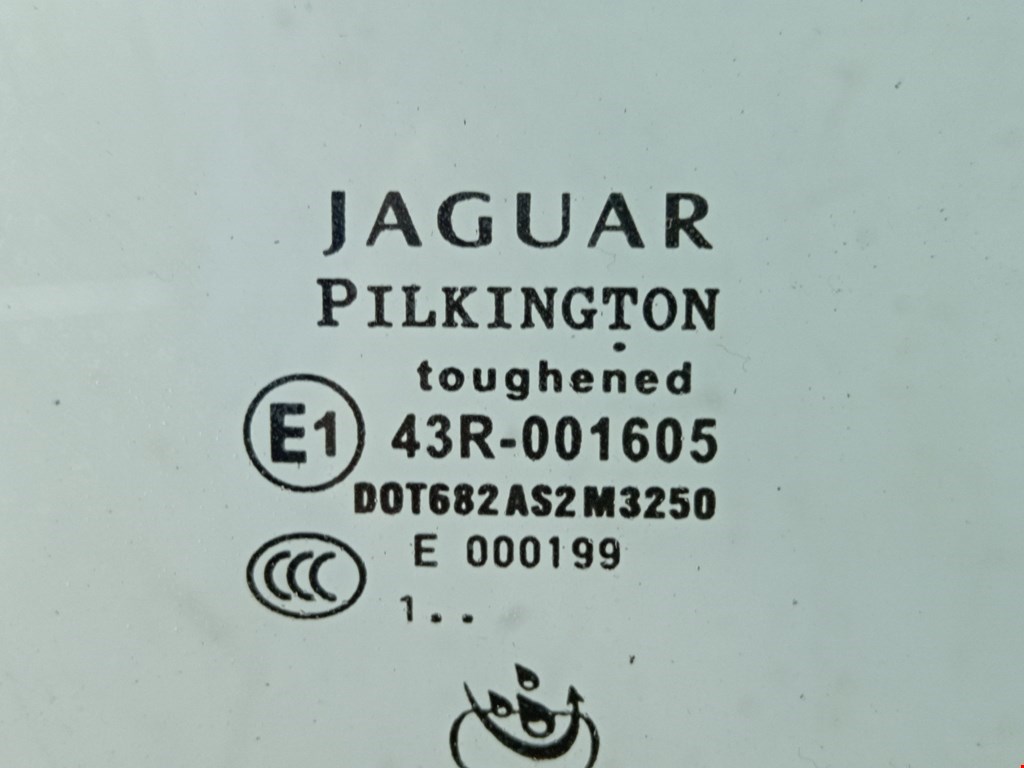 JAGUAR
PILKINGTON
toughened
E1 43R-001605
DOT682AS2M3250
CCC E 000199
1..